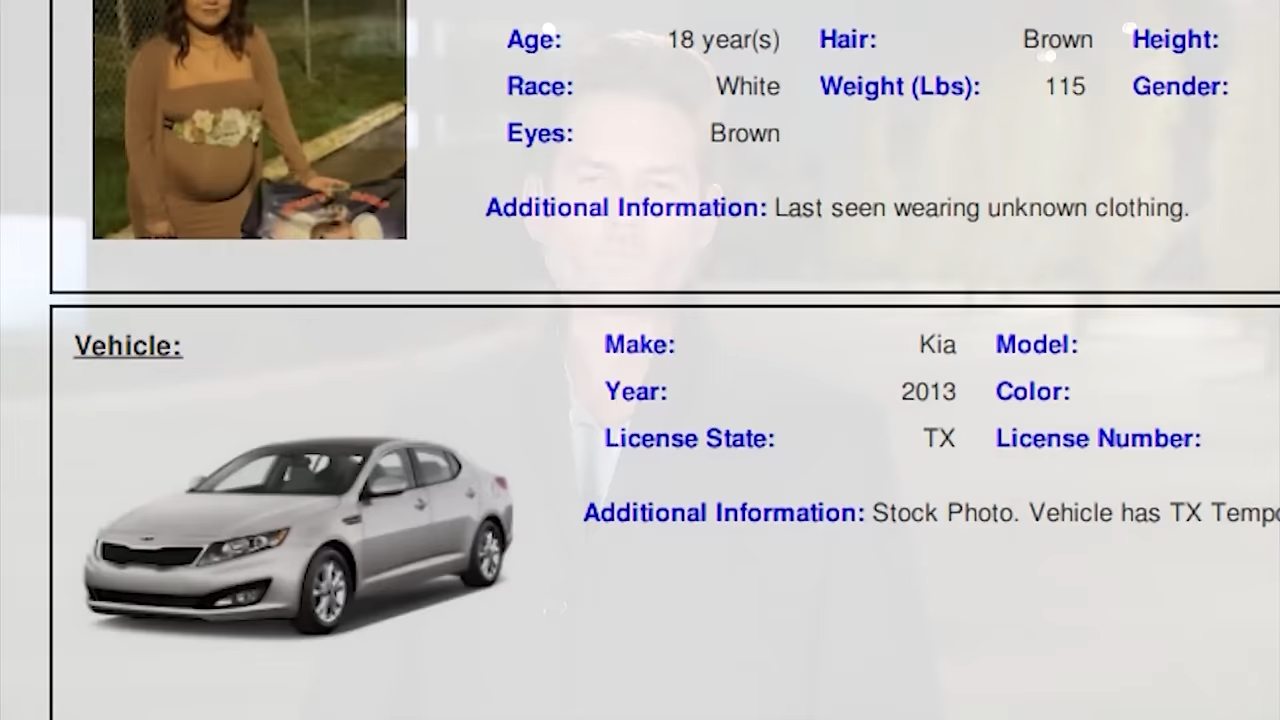 Age: 18 year(s) Hair: Brown Height:
Race: White Weight (Lbs): 115 Gender:
Eyes: Brown
Additional Information: Last seen wearing unknown clothing.
Vehicle: Make: Kia Model:
Year: 2013 Color:
License State: TX License Number:
Additional Information: Stock Photo. Vehicle has TX Tempo